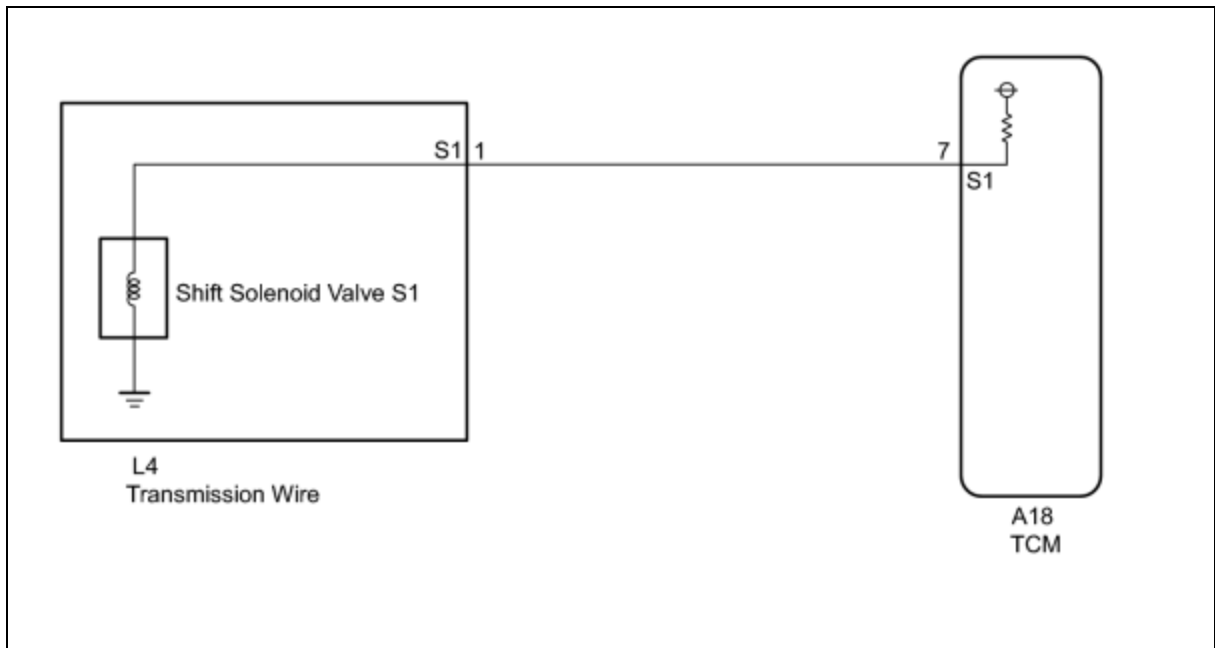 S1 1
7
S1
Shift Solenoid Valve S1
L4
Transmission Wire
A18
TCM